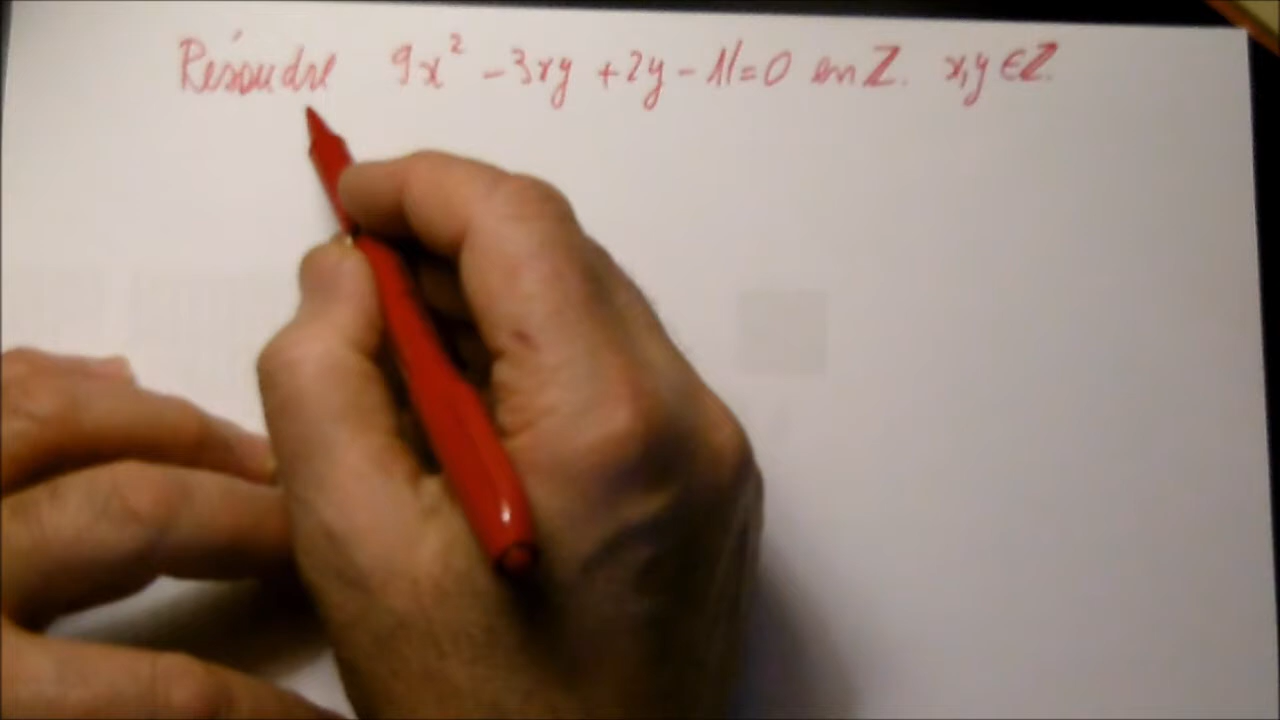 Résoudre 9x² - 3xy + 2y - 11 = 0 en Z. x,y ∈ Z.